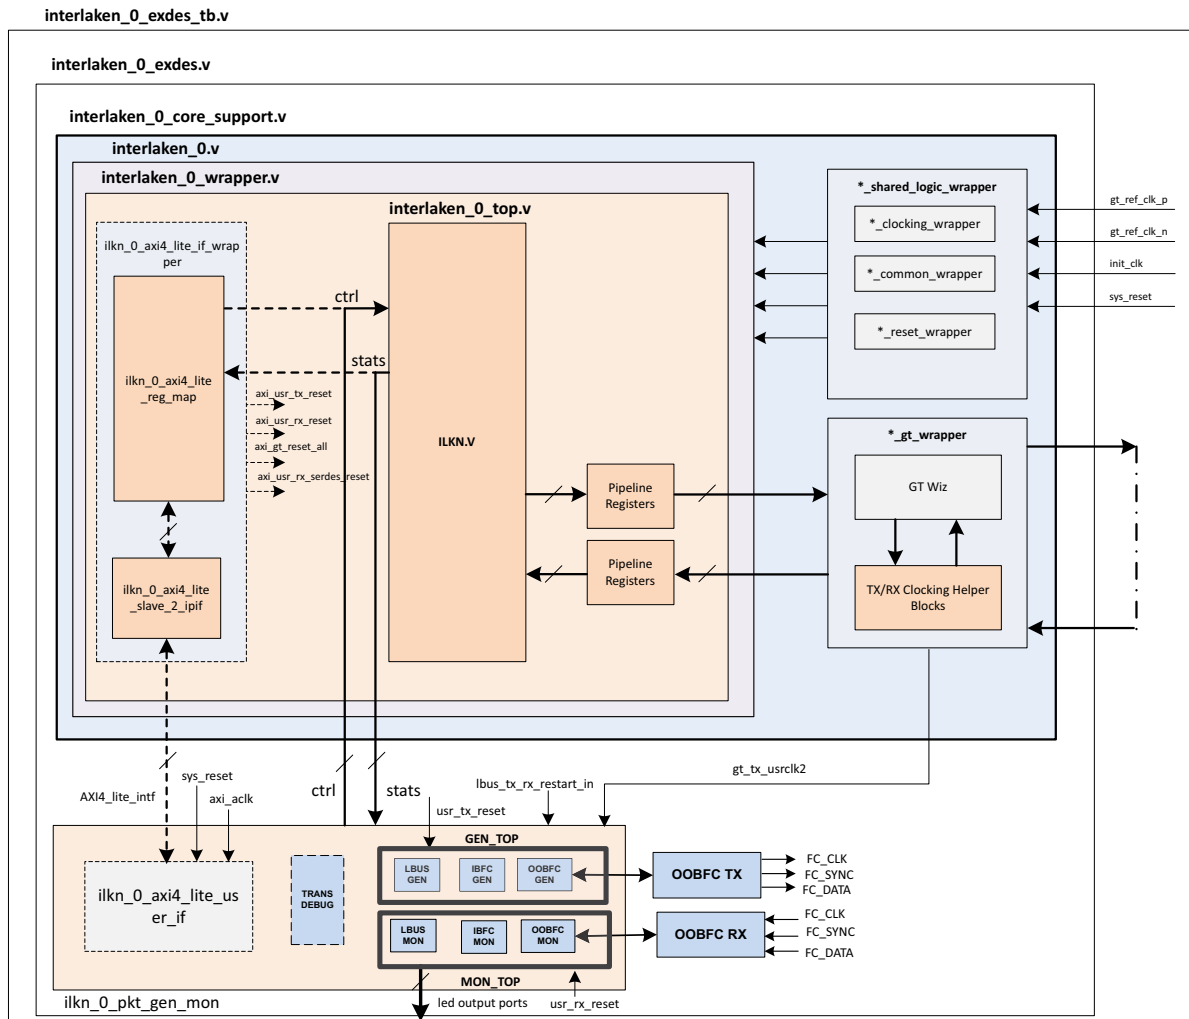 interlaken_0_exdes_tb.v
interlaken_0_exdes.v
interlaken_0_core_support.v
interlaken_0.v
interlaken_0_wrapper.v
interlaken_0_top.v
ilkn_0_axi4_lite_if_wrap
per
ctrl
stats
ilkn_0_axi4_lite
_reg_map
axi_usr_tx_reset
axi_usr_rx_reset
axi_gt_reset_all
axi_usr_rx_serdes_reset
ilkn_0_axi4_lite
_slave_2_ipif
ILKN.V
Pipeline
Registers
Pipeline
Registers
*_shared_logic_wrapper
*_clocking_wrapper
*_common_wrapper
*_reset_wrapper
gt_ref_clk_p
gt_ref_clk_n
init_clk
sys_reset
*_gt_wrapper
GT Wiz
TX/RX Clocking Helper
Blocks
AXI4_lite_intf
sys_reset
axi_aclk
ctrl
stats
usr_tx_reset
lbus_tx_rx_restart_in
gt_tx_usrclk2
ilkn_0_axi4_lite_us
er_if
TRANS
DEBUG
GEN_TOP
LBUS
GEN
IBFC
GEN
OOBFC
GEN
LBUS
MON
IBFC
MON
OOBFC
MON
MON_TOP
OOBFC TX
FC_CLK
FC_SYNC
FC_DATA
OOBFC RX
FC_CLK
FC_SYNC
FC_DATA
ilkn_0_pkt_gen_mon
led output ports
usr_rx_reset